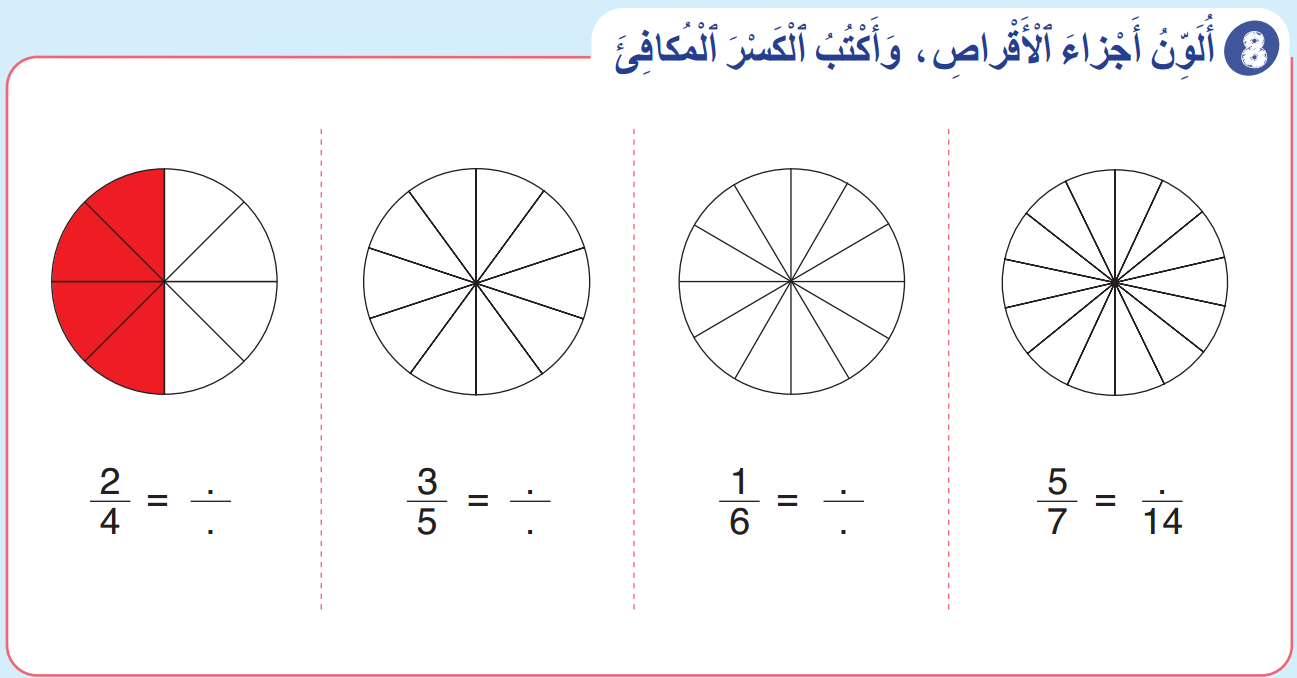 8 أُلَوِّنُ أَجْزاءَ ٱلْأَقْراصِ، وَأَكْتُبُ ٱلْكَسْرَ ٱلْمُكافِئَ
2/4 = ./.
3/5 = ./.
1/6 = ./.
5/7 = ./14